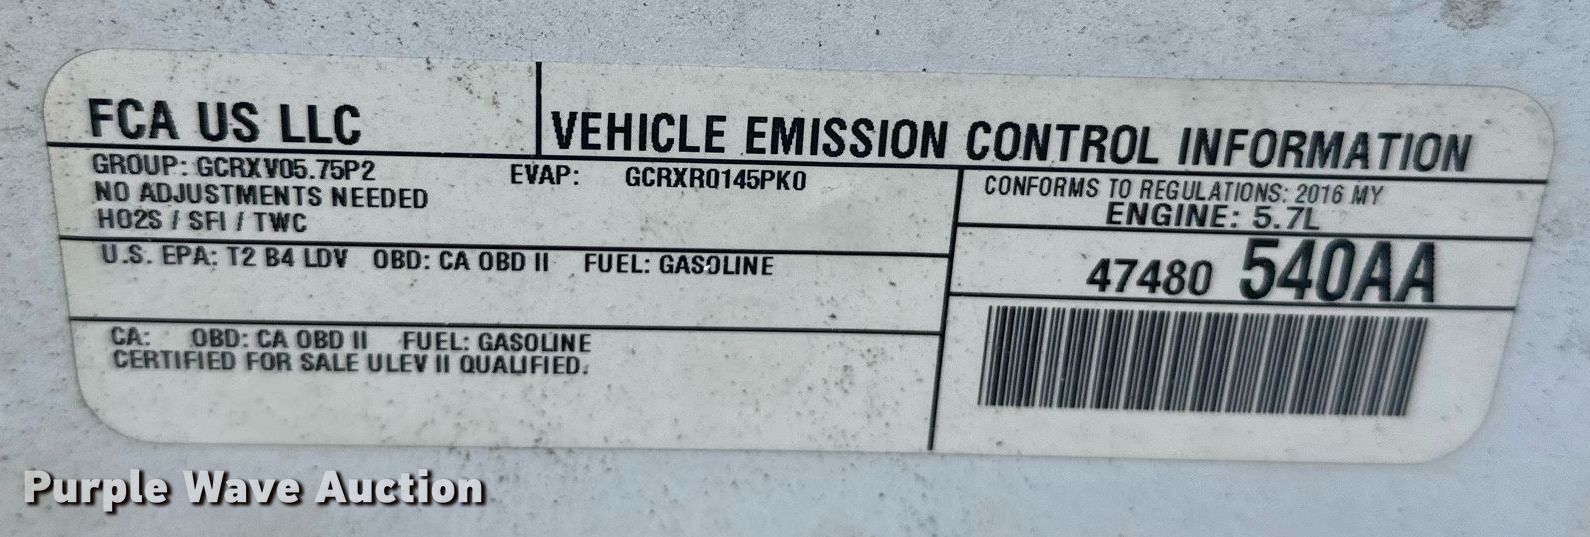 FCA US LLC
VEHICLE EMISSION CONTROL INFORMATION
GROUP: GCRXV05.75P2
EVAP: GCRXR0145PK0
NO ADJUSTMENTS NEEDED
HO2S / SFI / TWC
CONFORMS TO REGULATIONS: 2016 MY
ENGINE: 5.7L
U.S. EPA: T2 B4 LDV OBD: CA OBD II FUEL: GASOLINE
47480 540AA
CA: OBD: CA OBD II FUEL: GASOLINE
CERTIFIED FOR SALE ULEV II QUALIFIED.
Purple Wave Auction